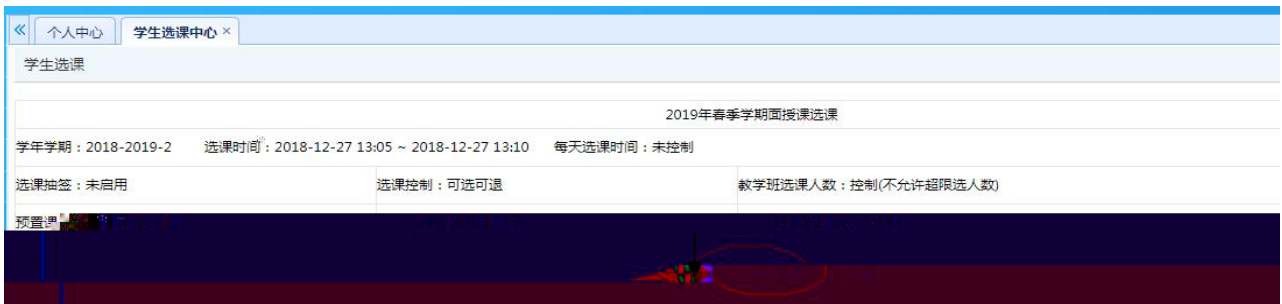 个人中心 学生选课中心 ×
学生选课
2019年春季学期面授课选课
学年学期：2018-2019-2 选课时间：2018-12-27 13:05 ~ 2018-12-27 13:10 每天选课时间：未控制
选课抽签：未启用 选课控制：可选可退 教学班选课人数：控制(不允许超限选人数)
预置课